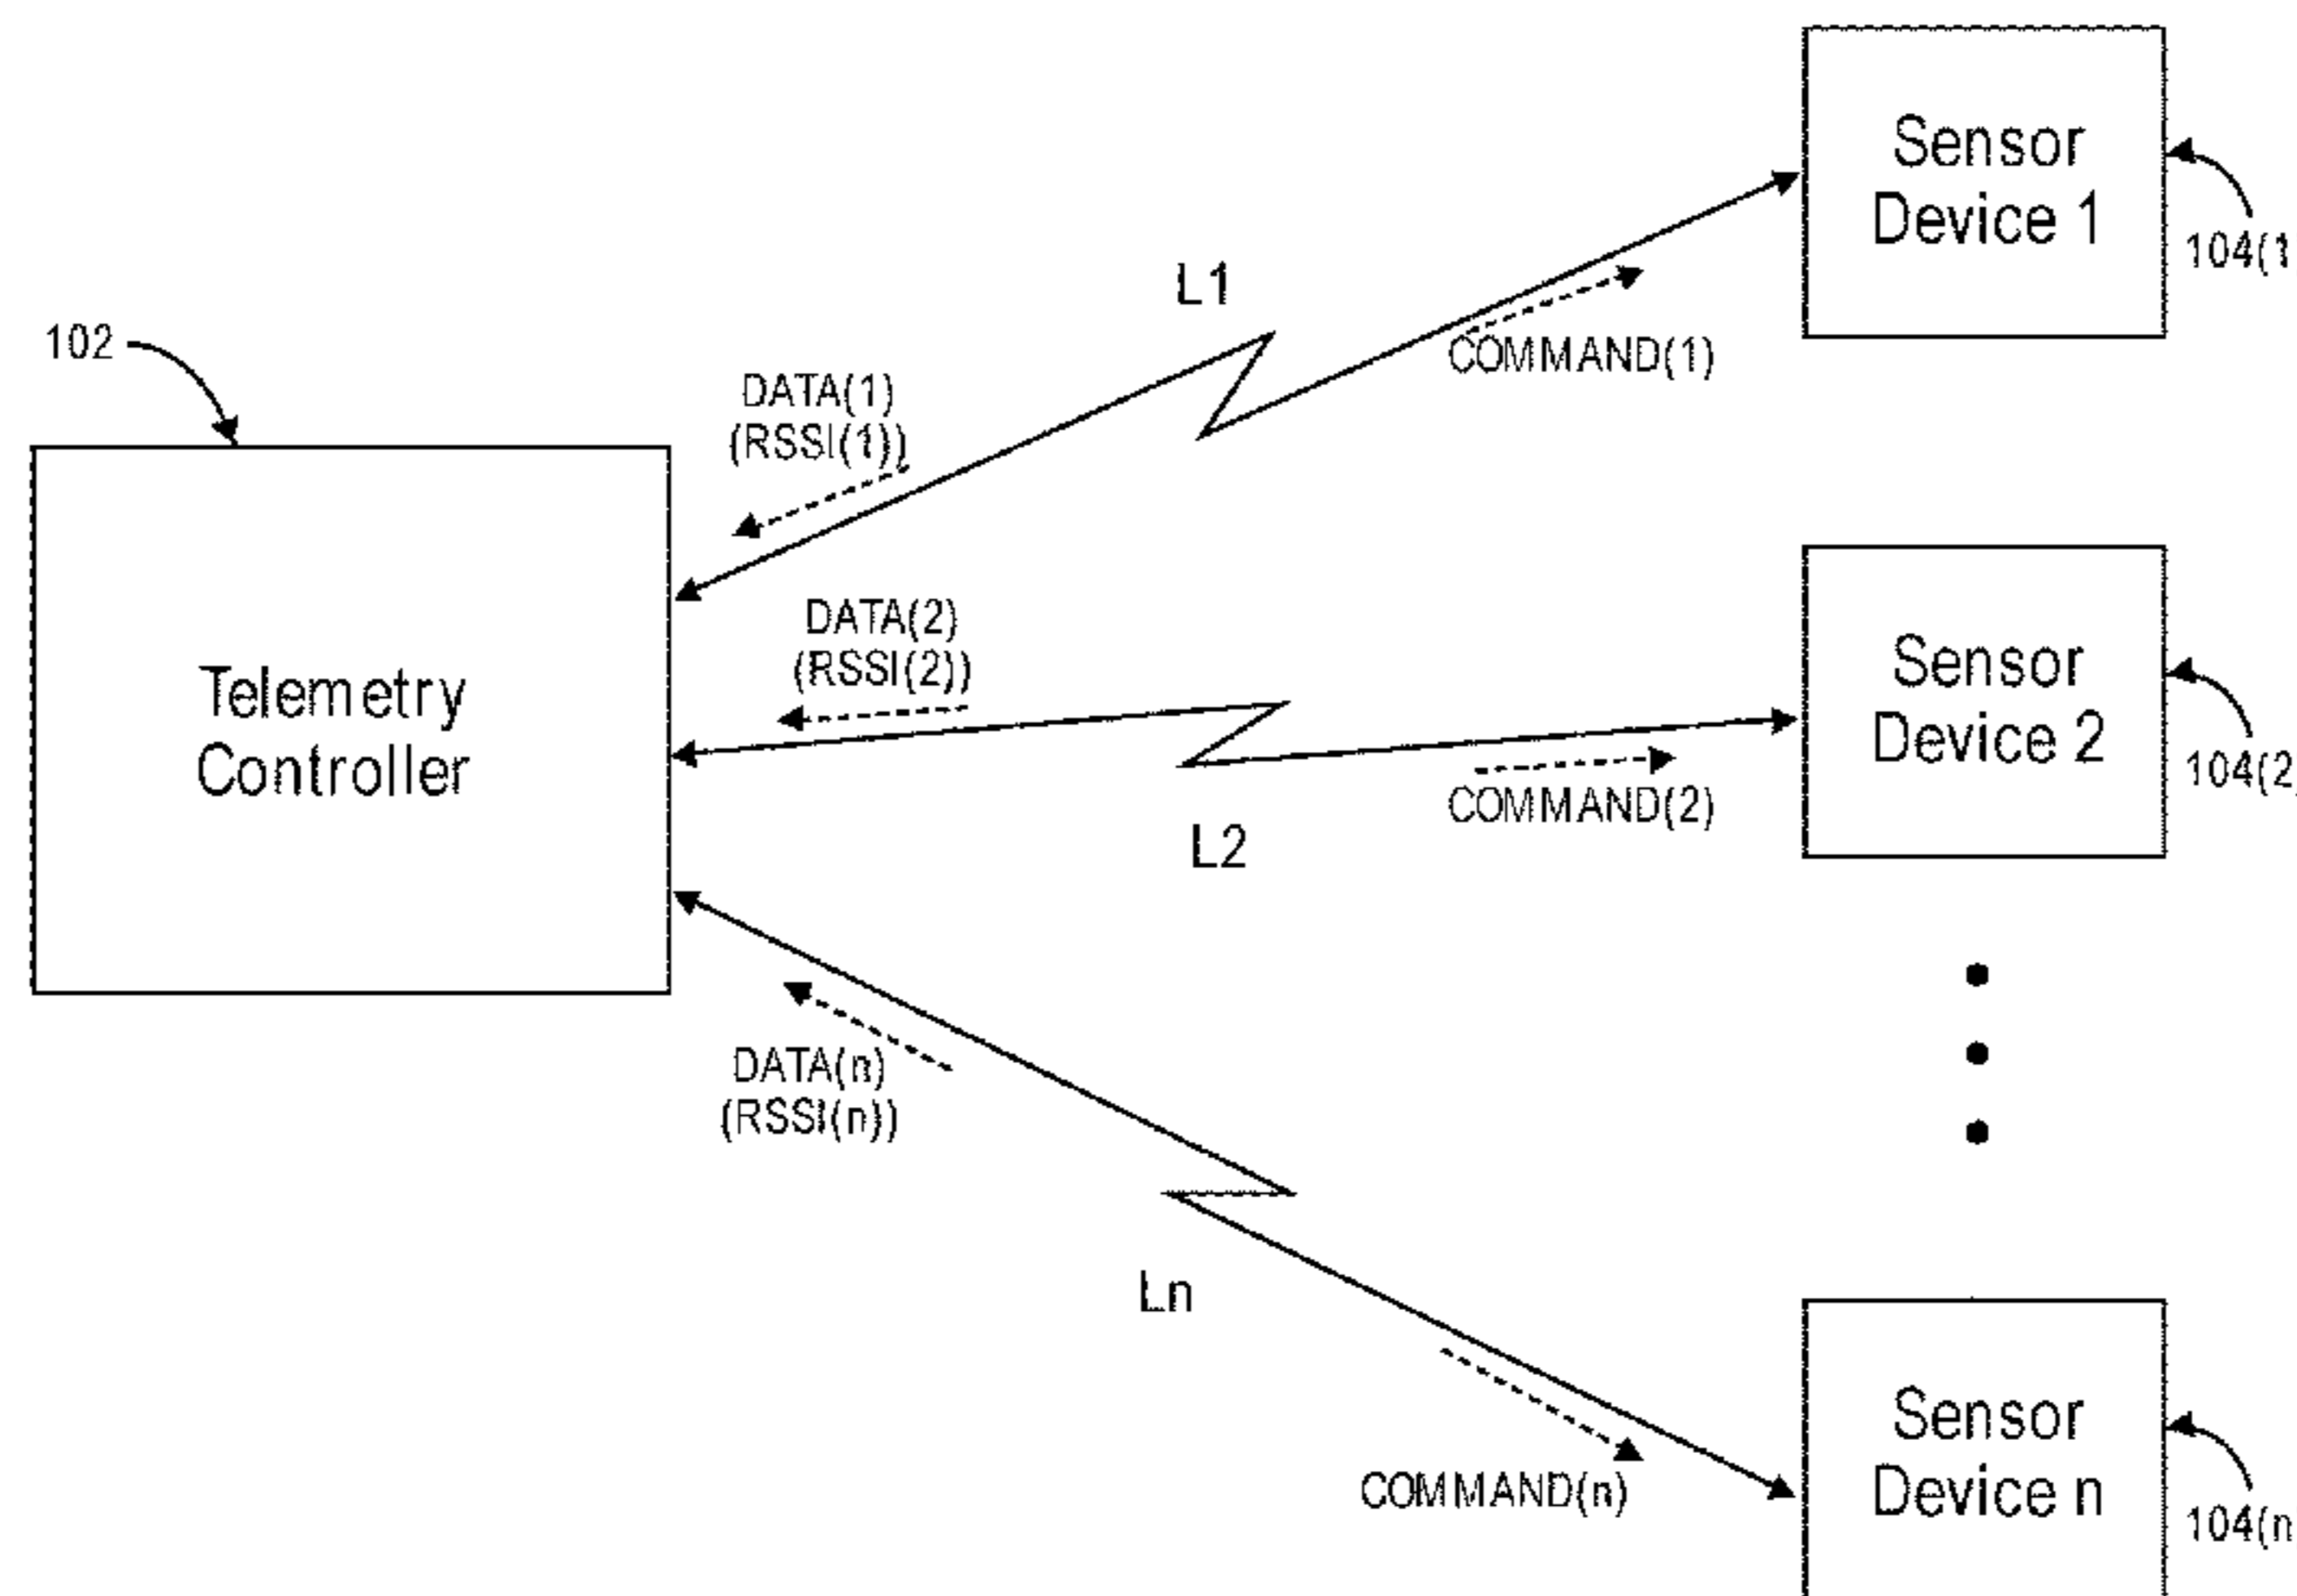 Sensor
Device 1
104(1
L1
102
COMMAND(1)
DATA(1)
(RSSI(1))
DATA(2)
(RSSI(2))
Sensor
Device 2
104(2
Telemetry
Controller
COMMAND(2)
L2
DATA(n)
(RSSI(n))
Ln
Sensor
Device n
COMMAND(n)
104(n